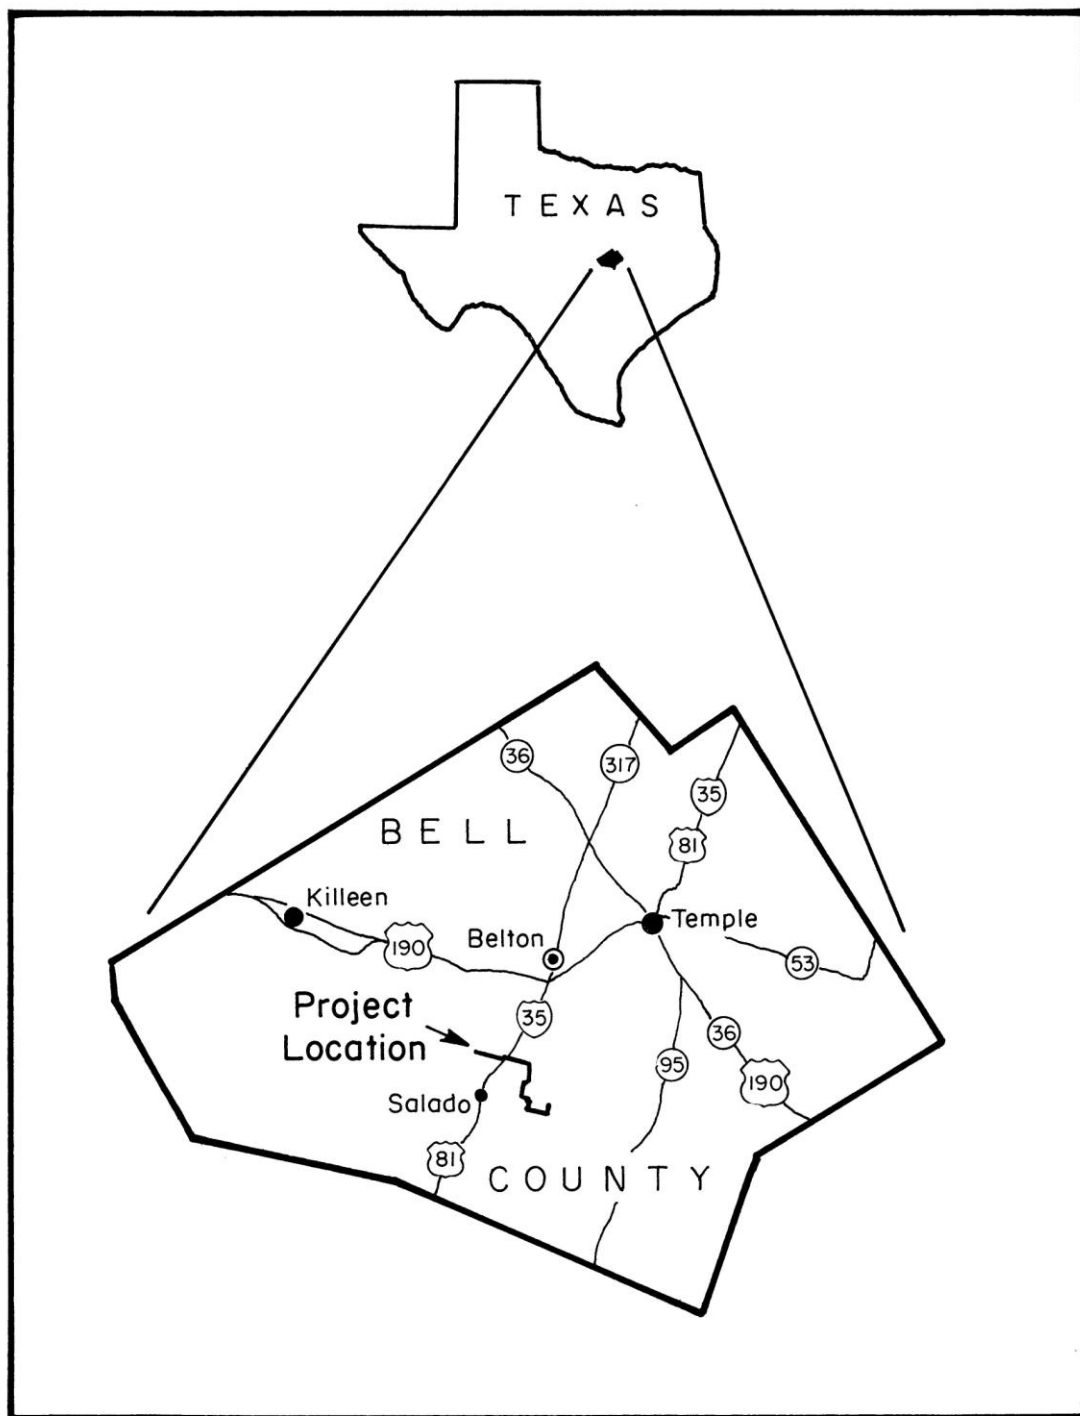 TEXAS
36
317
35
81
BELL
Killeen
Temple
Belton
190
53
Project
Location
35
36
95
190
Salado
81
COUNTY